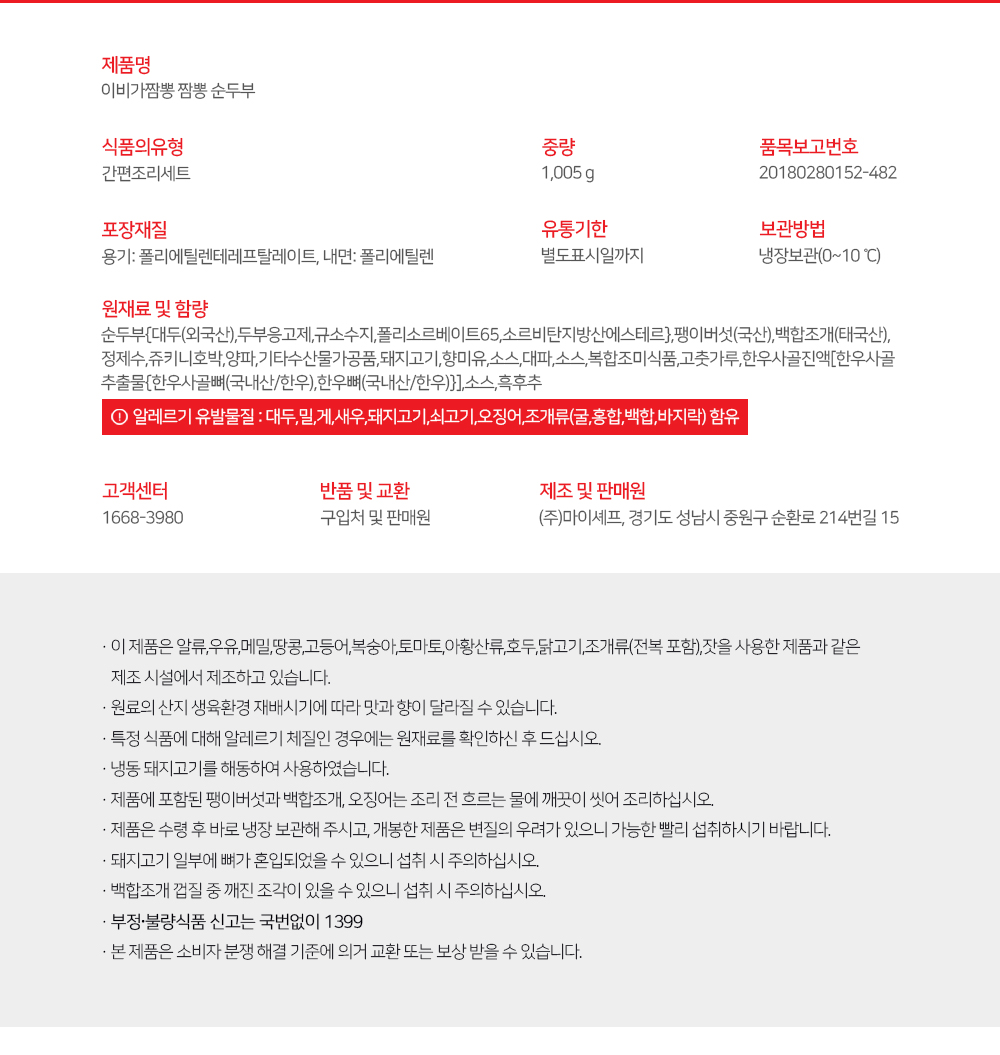 제품명
이비가짬뽕 짬뽕 순두부
식품의유형
간편조리세트
중량
1,005 g
품목보고번호
20180280152-482
포장재질
용기: 폴리에틸렌테레프탈레이트, 내면: 폴리에틸렌
유통기한
별도표시일까지
보관방법
냉장보관(0~10 ℃)
원재료 및 함량
순두부{대두(외국산),두부응고제,규소수지,폴리소르베이트65,소르비탄지방산에스테르},팽이버섯(국산),백합조개(태국산),
정제수,쥬키니호박,양파,기타수산물가공품,돼지고기,향미유,소스,대파,소스,복합조미식품,고춧가루,한우사골진액[한우사골
추출물{한우사골뼈(국내산/한우),한우뼈(국내산/한우)}],소스,흑후추
알레르기 유발물질 : 대두,밀,게,새우,돼지고기,쇠고기,오징어,조개류(굴,홍합,백합,바지락) 함유
고객센터
1668-3980
반품 및 교환
구입처 및 판매원
제조 및 판매원
(주)마이셰프, 경기도 성남시 중원구 순환로 214번길 15
· 이 제품은 알류,우유,메밀,땅콩,고등어,복숭아,토마토,아황산류,호두,닭고기,조개류(전복 포함),잣을 사용한 제품과 같은
제조 시설에서 제조하고 있습니다.
· 원료의 산지 생육환경 재배시기에 따라 맛과 향이 달라질 수 있습니다.
· 특정 식품에 대해 알레르기 체질인 경우에는 원재료를 확인하신 후 드십시오.
· 냉동 돼지고기를 해동하여 사용하였습니다.
· 제품에 포함된 팽이버섯과 백합조개, 오징어는 조리 전 흐르는 물에 깨끗이 씻어 조리하십시오.
· 제품은 수령 후 바로 냉장 보관해 주시고, 개봉한 제품은 변질의 우려가 있으니 가능한 빨리 섭취하시기 바랍니다.
· 돼지고기 일부에 뼈가 혼입되었을 수 있으니 섭취 시 주의하십시오.
· 백합조개 껍질 중 깨진 조각이 있을 수 있으니 섭취 시 주의하십시오.
· 부정•불량식품 신고는 국번없이 1399
· 본 제품은 소비자 분쟁 해결 기준에 의거 교환 또는 보상 받을 수 있습니다.